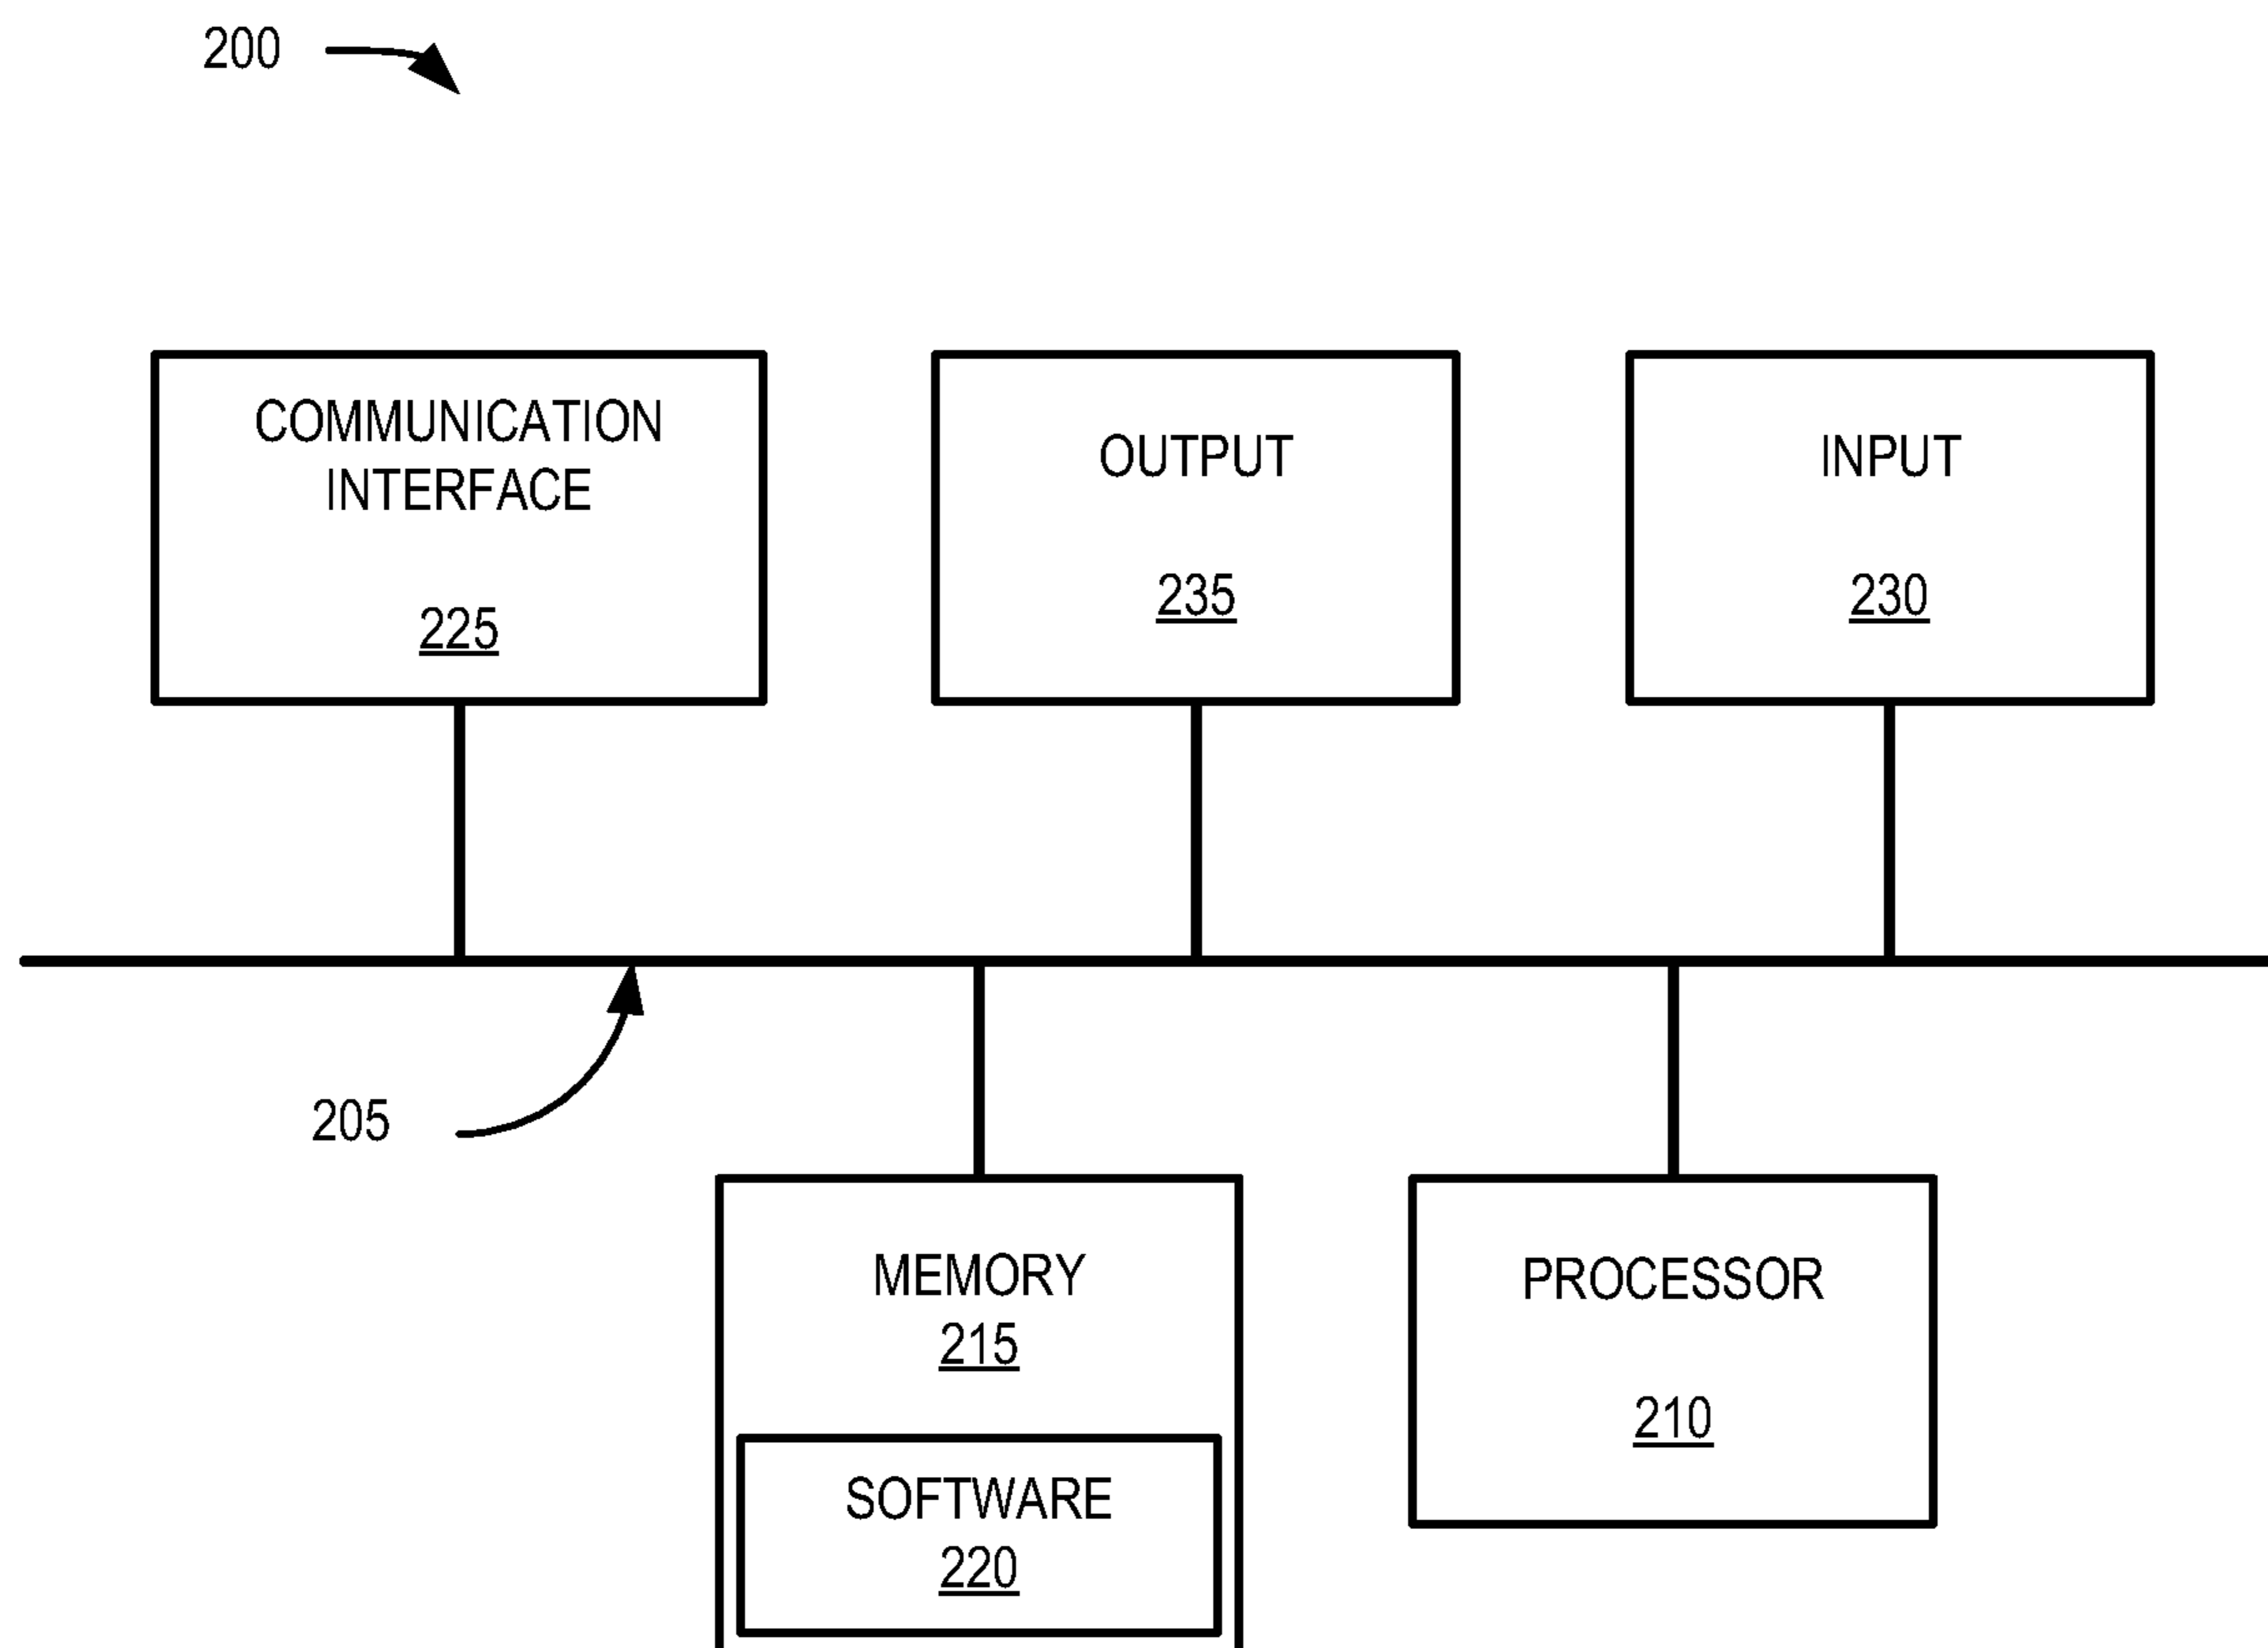 200
COMMUNICATION
INTERFACE
225
OUTPUT
235
INPUT
230
205
MEMORY
215
SOFTWARE
220
PROCESSOR
210